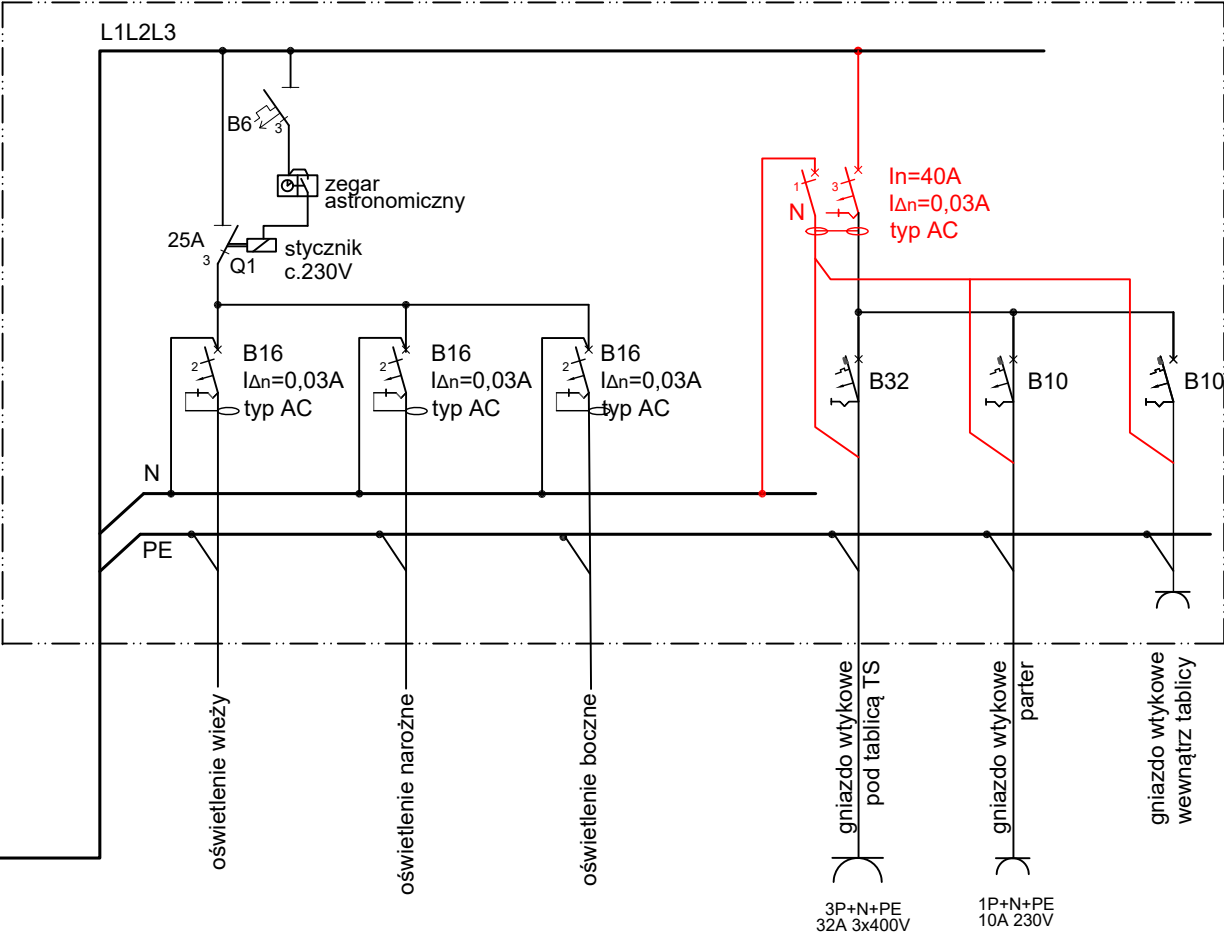 L1L2L3
B6
3
zegar
astronomiczny
25A
3
Q1
stycznik
c.230V
1
N
3
In=40A
IΔn=0,03A
typ AC
2
B16
IΔn=0,03A
typ AC
2
B16
IΔn=0,03A
typ AC
2
B16
IΔn=0,03A
typ AC
B32
B10
B10
N
PE
oświetlenie wieży
oświetlenie narożne
oświetlenie boczne
gniazdo wtykowe
pod tablicą TS
gniazdo wtykowe
parter
gniazdo wtykowe
wewnątrz tablicy
3P+N+PE
32A 3x400V
1P+N+PE
10A 230V